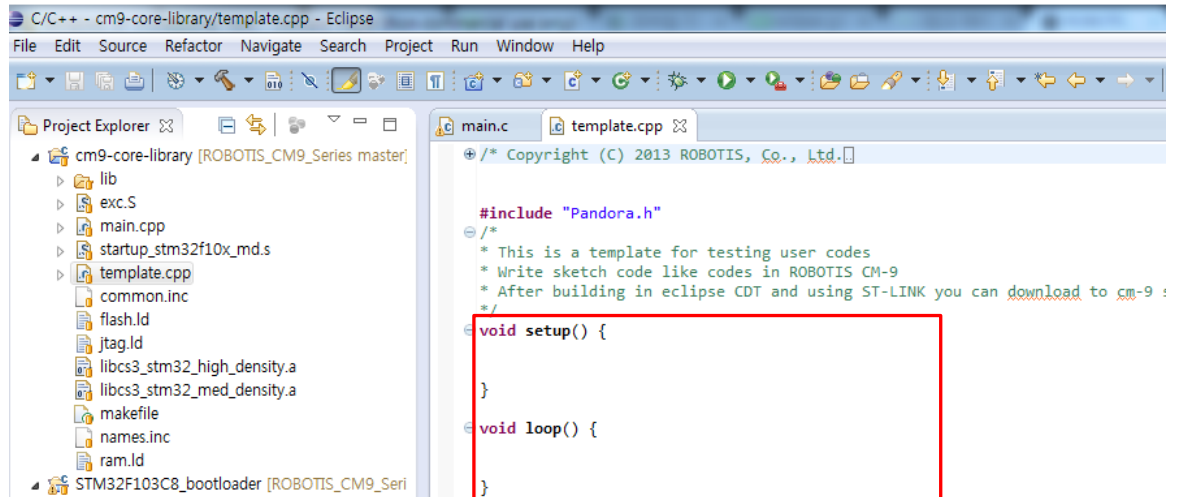 C/C++ - cm9-core-library/template.cpp - Eclipse
File Edit Source Refactor Navigate Search Project Run Window Help
Project Explorer
cm9-core-library [ROBOTIS_CM9_Series master]
lib
exc.S
main.cpp
startup_stm32f10x_md.s
template.cpp
common.inc
flash.ld
jtag.ld
libcs3_stm32_high_density.a
libcs3_stm32_med_density.a
makefile
names.inc
ram.ld
STM32F103C8_bootloader [ROBOTIS_CM9_Seri
main.c template.cpp
/* Copyright (C) 2013 ROBOTIS, Co., Ltd.
#include "Pandora.h"
/*
* This is a template for testing user codes
* Write sketch code like codes in ROBOTIS CM-9
* After building in eclipse CDT and using ST-LINK you can download to cm-9 s
*/
void setup() {
}
void loop() {
}